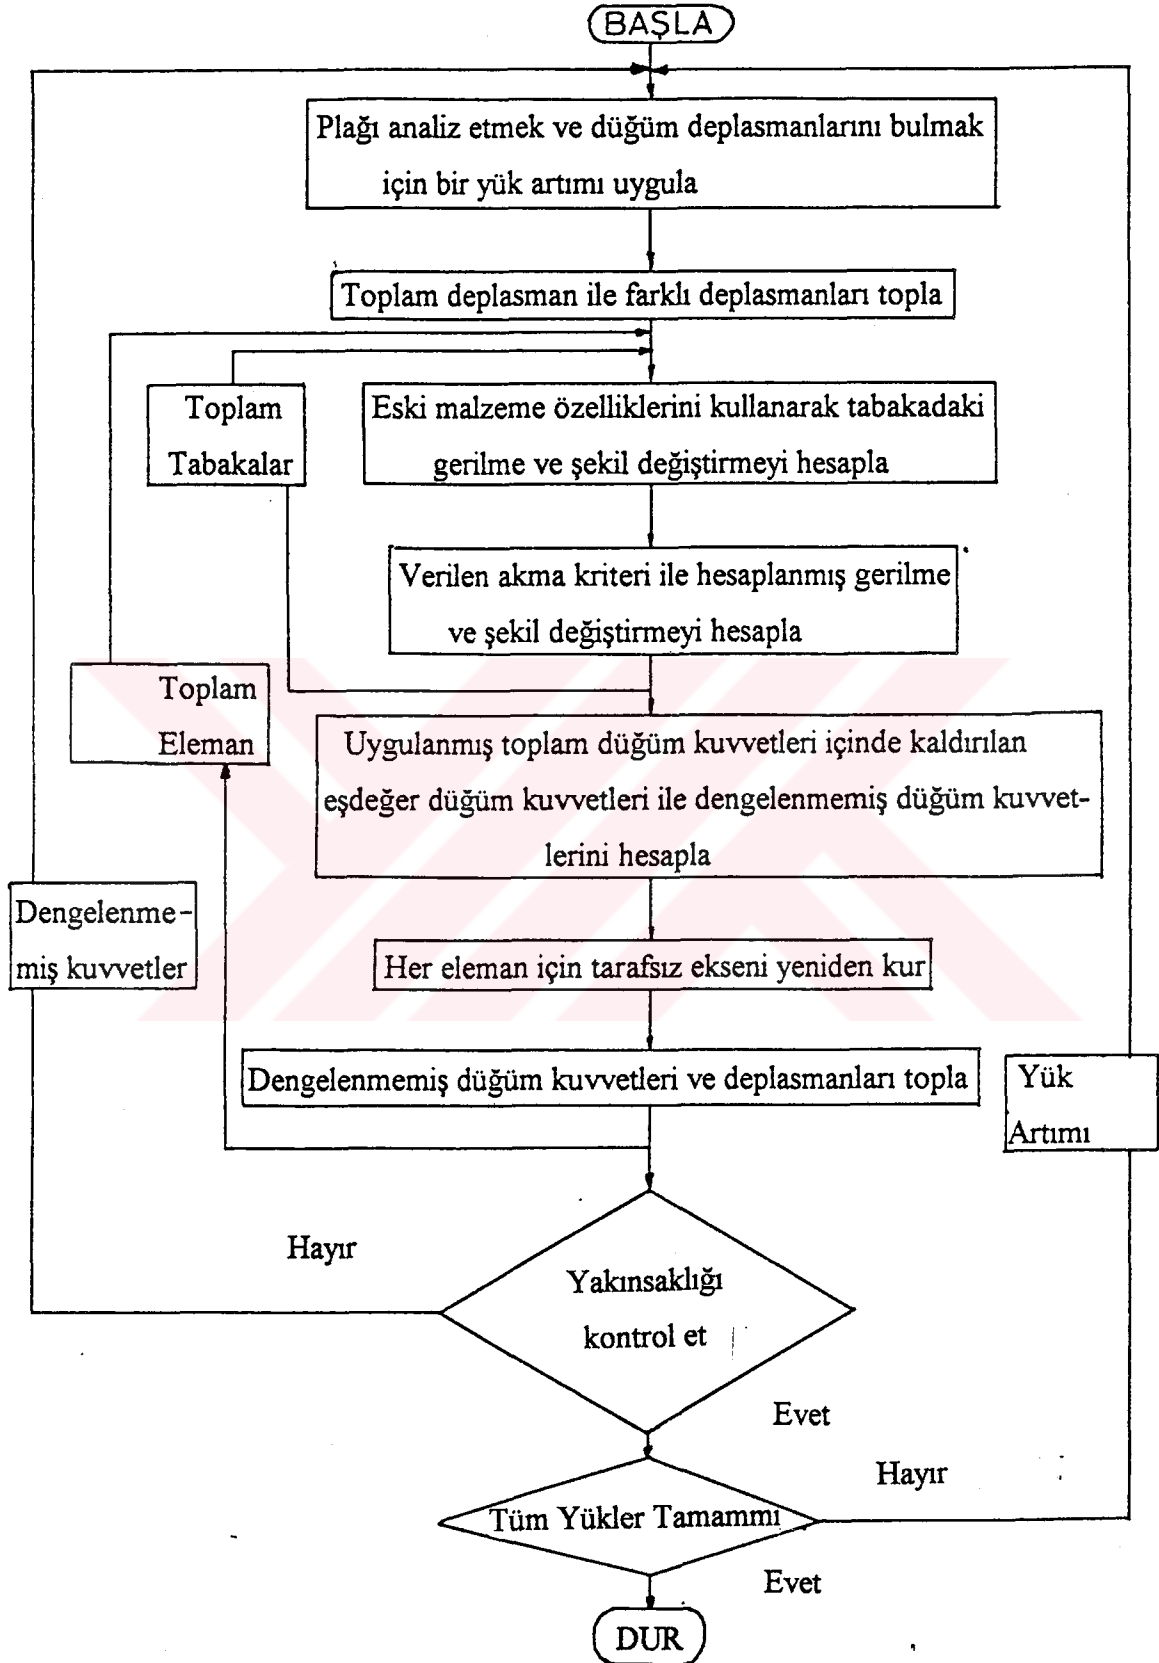 BAŞLA
Plağı analiz etmek ve düğüm deplasmanlarını bulmak
için bir yük artımı uygula
Toplam deplasman ile farklı deplasmanları topla
Toplam
Tabakalar
Eski malzeme özelliklerini kullanarak tabakadaki
gerilme ve şekil değiştirmeyi hesapla
Verilen akma kriteri ile hesaplanmış gerilme
ve şekil değiştirmeyi hesapla
Toplam
Eleman
Uygulanmış toplam düğüm kuvvetleri içinde kaldırılan
eşdeğer düğüm kuvvetleri ile dengelenmemiş düğüm kuvvet-
lerini hesapla
Dengelenme-
miş kuvvetler
Her eleman için tarafsız ekseni yeniden kur
Dengelenmemiş düğüm kuvvetleri ve deplasmanları topla
Yük
Artımı
Hayır
Yakınsaklığı
kontrol et
Evet
Hayır
Tüm Yükler Tamammı
Evet
DUR